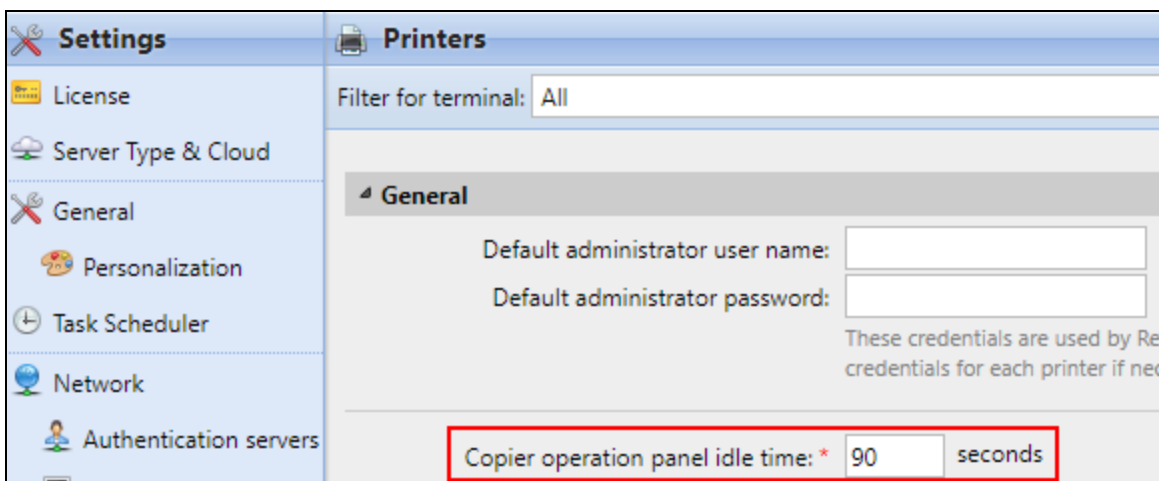 Settings
Printers
License
Filter for terminal: All
Server Type & Cloud
General
General
Default administrator user name:
Personalization
Default administrator password:
Task Scheduler
These credentials are used by Re
Network
credentials for each printer if nec
Authentication servers
Copier operation panel idle time: * 90 seconds